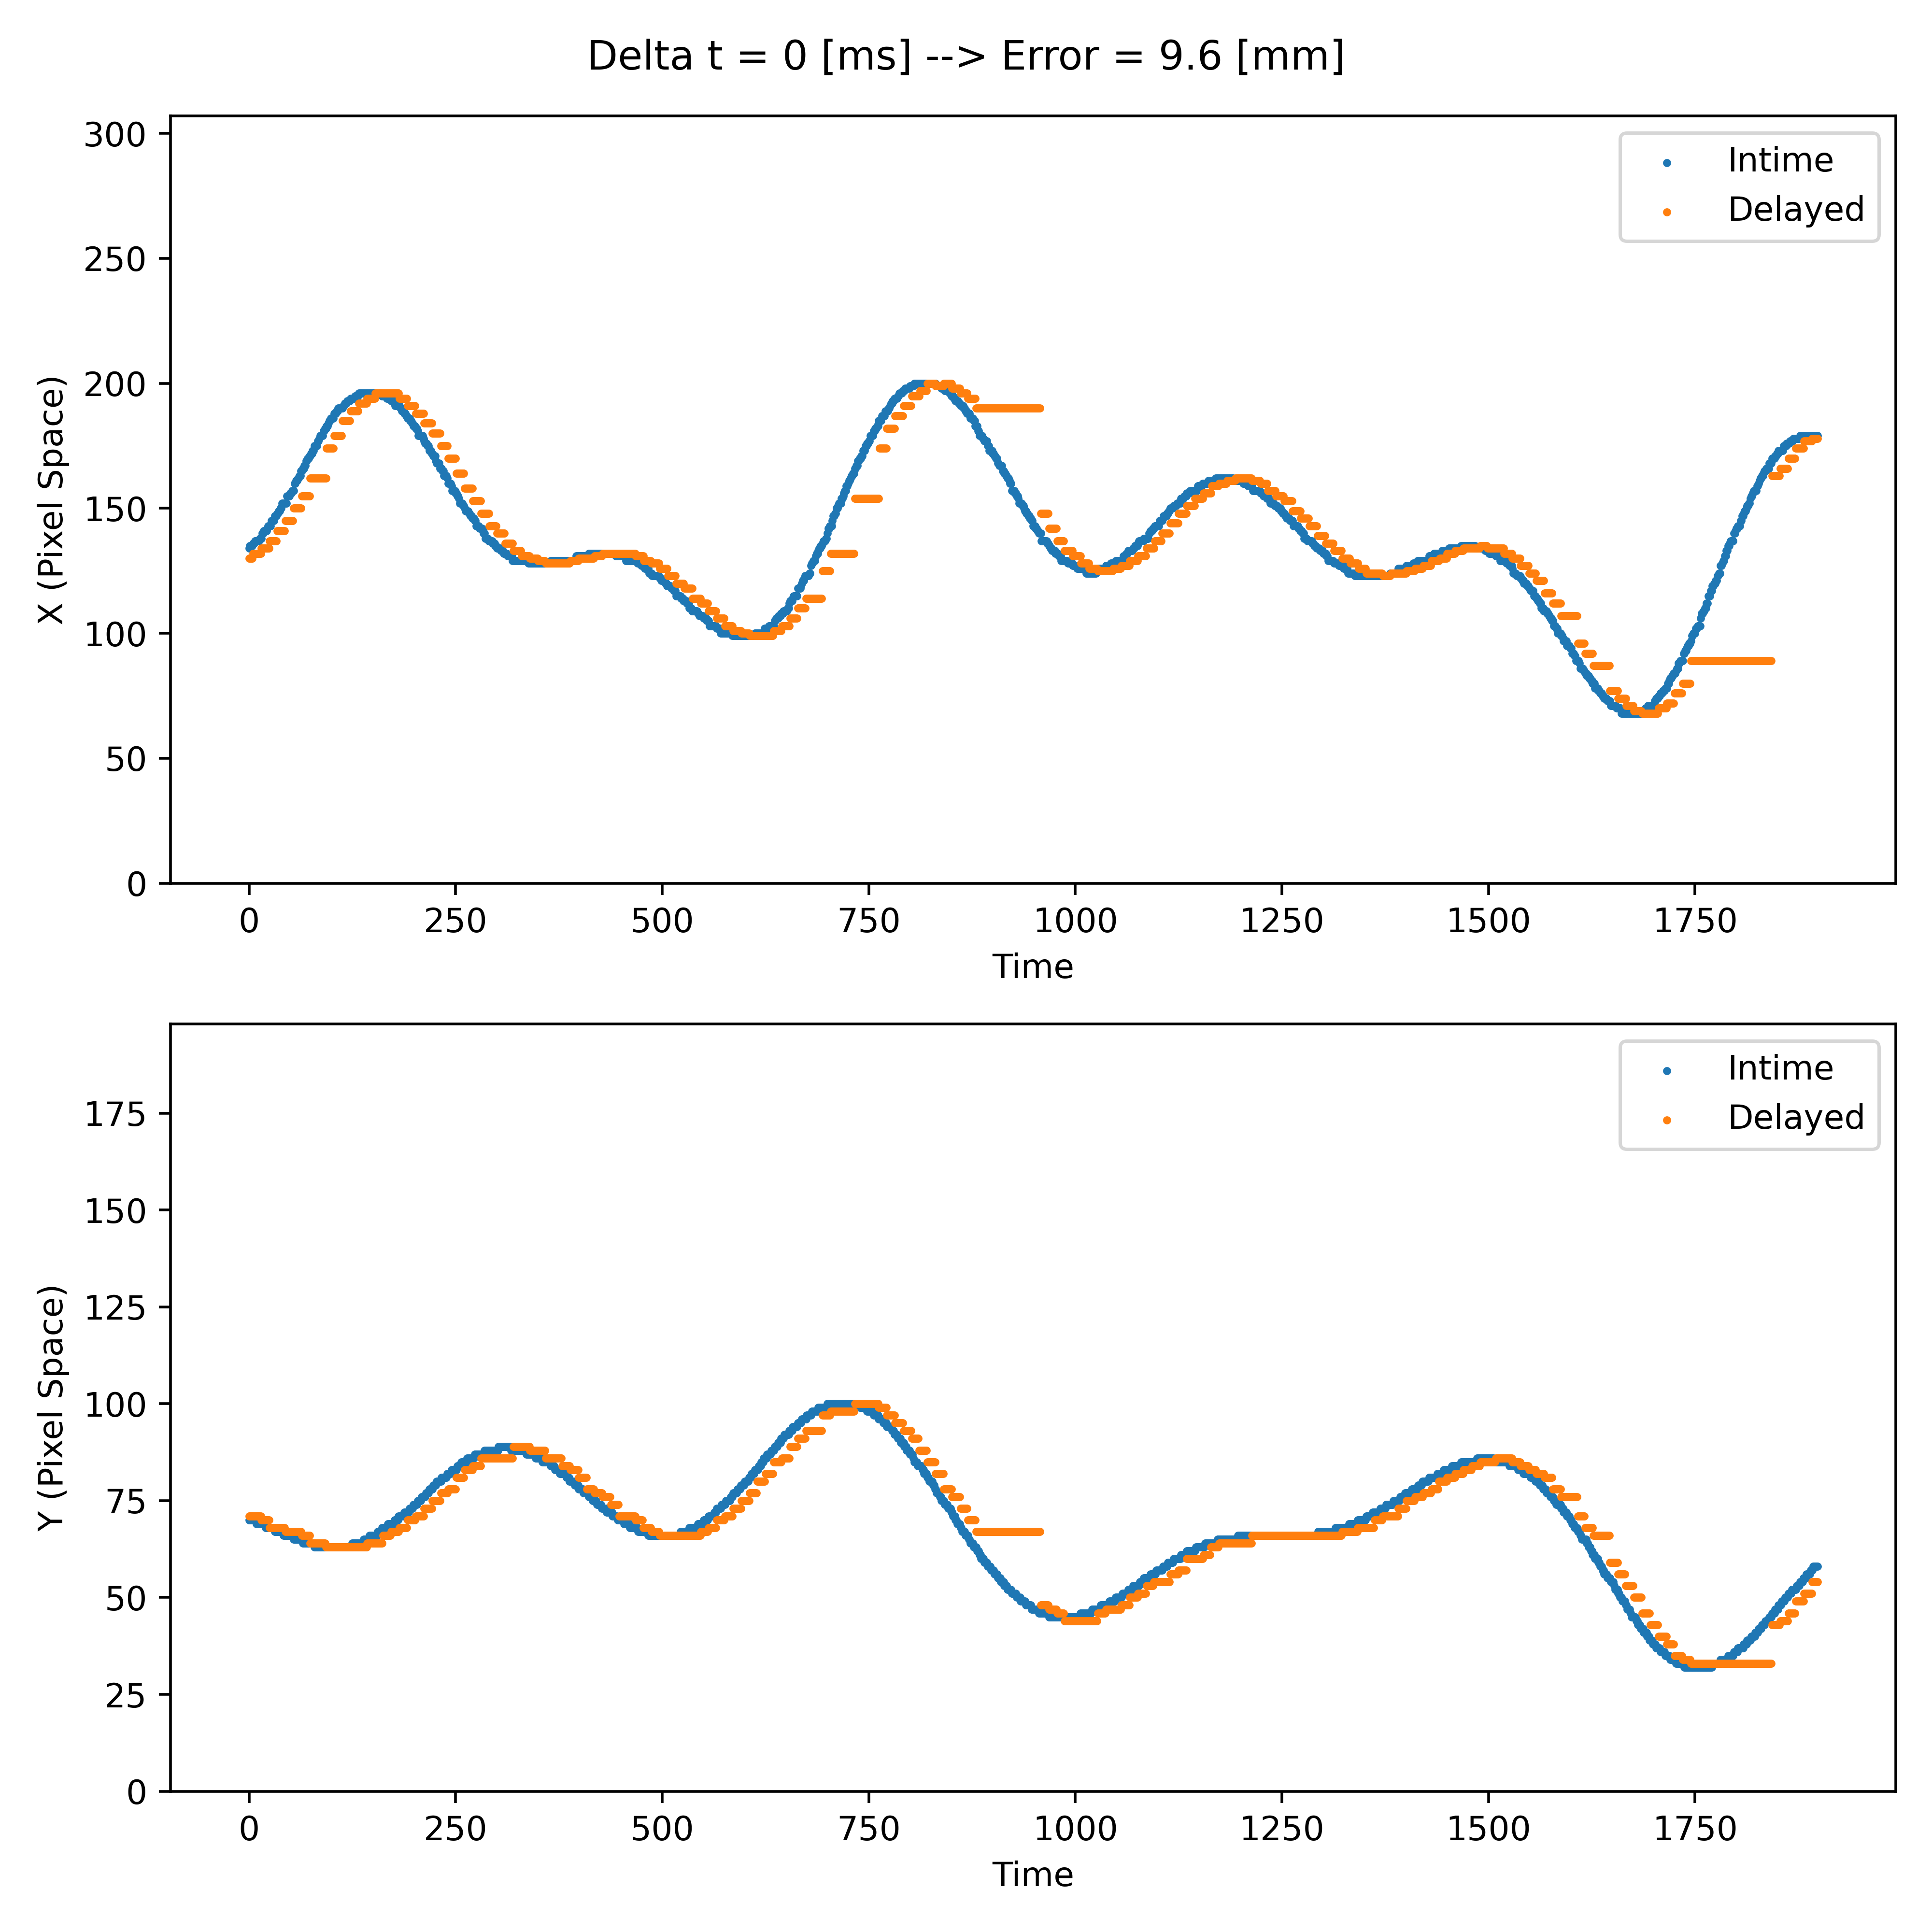 Delta t = 0 [ms] --> Error = 9.6 [mm]
300
250
200
150
100
50
0
X (Pixel Space)
Intime
Delayed
0 250 500 750 1000 1250 1500 1750
Time
175
150
125
100
75
50
25
0
Y (Pixel Space)
Intime
Delayed
0 250 500 750 1000 1250 1500 1750
Time